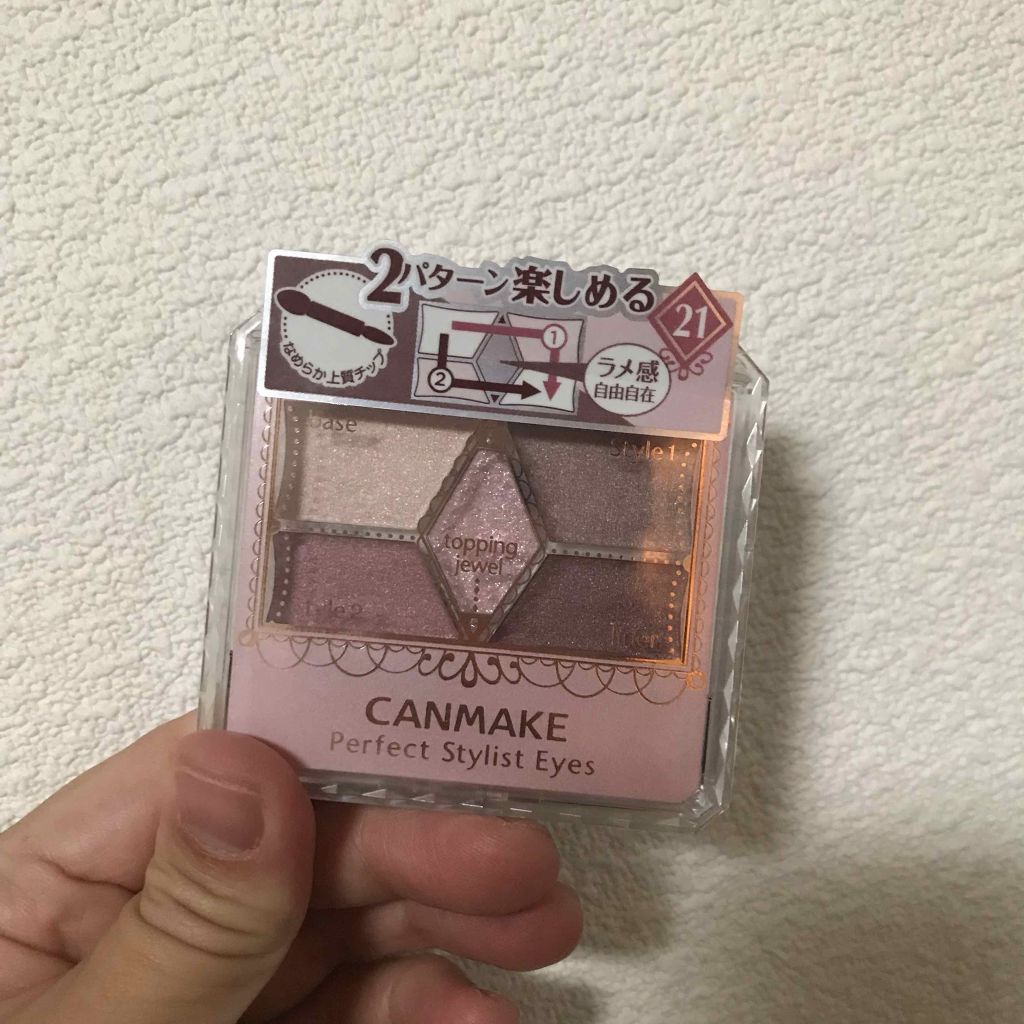 2パターン楽しめる
21
なめらか上質チップ
①
②
ラメ感
自由自在
base
Style1
topping
jewel
style2
liner
CANMAKE
Perfect Stylist Eyes